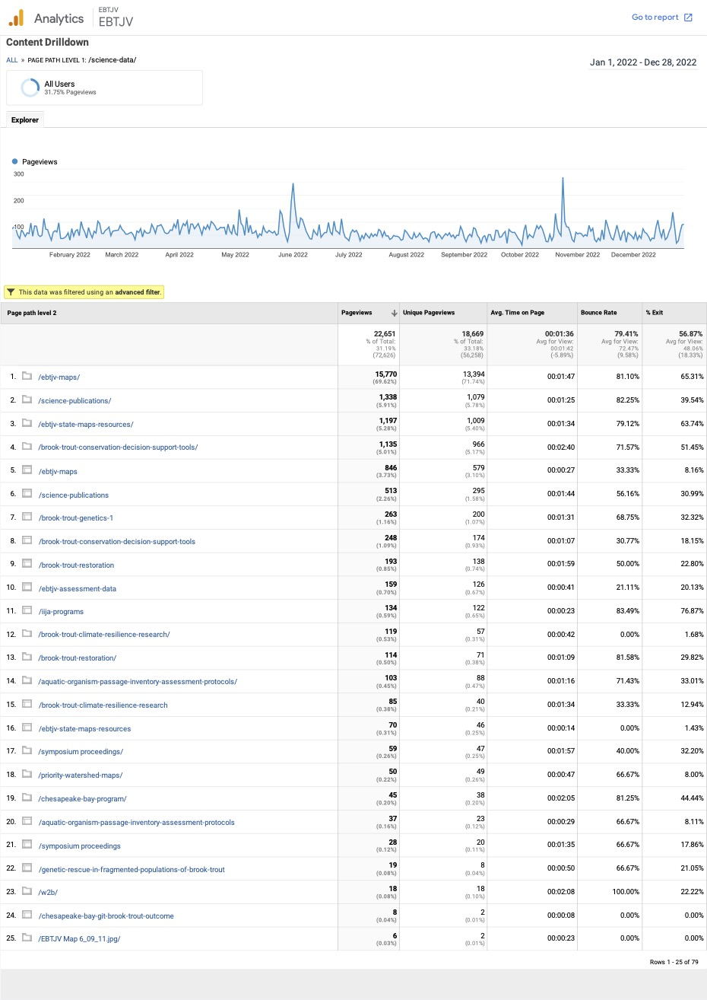 Analytics
EBTJV
EBTJV
Go to report
Content Drilldown
ALL » PAGE PATH LEVEL 1: /science-data/
Jan 1, 2022 - Dec 28, 2022
All Users
31.75% Pageviews
Explorer
Pageviews
300
200
100
February 2022 March 2022 April 2022 May 2022 June 2022 July 2022 August 2022 September 2022 October 2022 November 2022 December 2022
This data was filtered using an advanced filter.
Page path level 2 Pageviews Unique Pageviews Avg. Time on Page Bounce Rate % Exit
22,651 18,669 00:01:36 79.41% 56.87%
% of Total: % of Total: Avg for View: Avg for View: Avg for View:
31.19% 33.18% 00:01:42 72.47% 48.06%
(72,626) (56,258) (-5.89%) (9.58%) (18.33%)
1. /ebtjv-maps/ 15,770 13,394 00:01:47 81.10% 65.31%
(69.62%) (71.74%)
2. /science-publications/ 1,338 1,079 00:01:25 82.25% 39.54%
(5.91%) (5.78%)
3. /ebtjv-state-maps-resources/ 1,197 1,009 00:01:34 79.12% 63.74%
(5.28%) (5.40%)
4. /brook-trout-conservation-decision-support-tools/ 1,135 966 00:02:40 71.57% 51.45%
(5.01%) (5.17%)
5. /ebtjv-maps 846 579 00:00:27 33.33% 8.16%
(3.73%) (3.10%)
6. /science-publications 513 295 00:01:44 56.16% 30.99%
(2.26%) (1.58%)
7. /brook-trout-genetics-1 263 200 00:01:31 68.75% 32.32%
(1.16%) (1.07%)
8. /brook-trout-conservation-decision-support-tools 248 174 00:01:07 30.77% 18.15%
(1.09%) (0.93%)
9. /brook-trout-restoration 193 138 00:01:59 50.00% 22.80%
(0.85%) (0.74%)
10. /ebtjv-assessment-data 159 126 00:00:41 21.11% 20.13%
(0.70%) (0.67%)
11. /iija-programs 134 122 00:00:23 83.49% 76.87%
(0.59%) (0.65%)
12. /brook-trout-climate-resilience-research/ 119 57 00:00:42 0.00% 1.68%
(0.53%) (0.31%)
13. /brook-trout-restoration/ 114 71 00:01:09 81.58% 29.82%
(0.50%) (0.38%)
14. /aquatic-organism-passage-inventory-assessment-protocols/ 103 88 00:01:16 71.43% 33.01%
(0.45%) (0.47%)
15. /brook-trout-climate-resilience-research 85 40 00:01:34 33.33% 12.94%
(0.38%) (0.21%)
16. /ebtjv-state-maps-resources 70 46 00:00:14 0.00% 1.43%
(0.31%) (0.25%)
17. /symposium proceedings/ 59 47 00:01:57 40.00% 32.20%
(0.26%) (0.25%)
18. /priority-watershed-maps/ 50 49 00:00:47 66.67% 8.00%
(0.22%) (0.26%)
19. /chesapeake-bay-program/ 45 38 00:02:05 81.25% 44.44%
(0.20%) (0.20%)
20. /aquatic-organism-passage-inventory-assessment-protocols 37 23 00:00:29 66.67% 8.11%
(0.16%) (0.12%)
21. /symposium proceedings 28 20 00:01:35 66.67% 17.86%
(0.12%) (0.11%)
22. /genetic-rescue-in-fragmented-populations-of-brook-trout 19 8 00:00:50 66.67% 21.05%
(0.08%) (0.04%)
23. /w2b/ 18 18 00:02:08 100.00% 22.22%
(0.08%) (0.10%)
24. /chesapeake-bay-git-brook-trout-outcome 8 2 00:00:08 0.00% 0.00%
(0.04%) (0.01%)
25. /EBTJV Map 6_09_11.jpg/ 6 2 00:00:23 0.00% 0.00%
(0.03%) (0.01%)
Rows 1 - 25 of 79